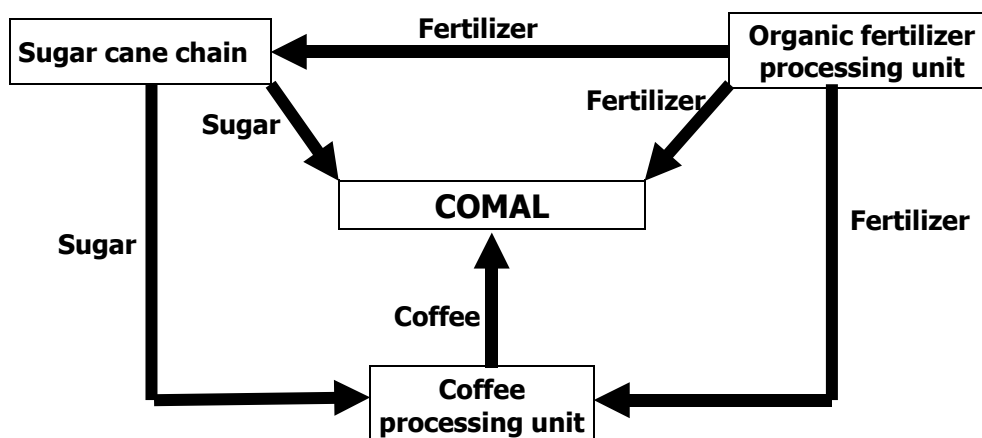 Fertilizer
Sugar cane chain
Organic fertilizer
processing unit
Fertilizer
Sugar
COMAL
Sugar
Fertilizer
Coffee
Coffee
processing unit